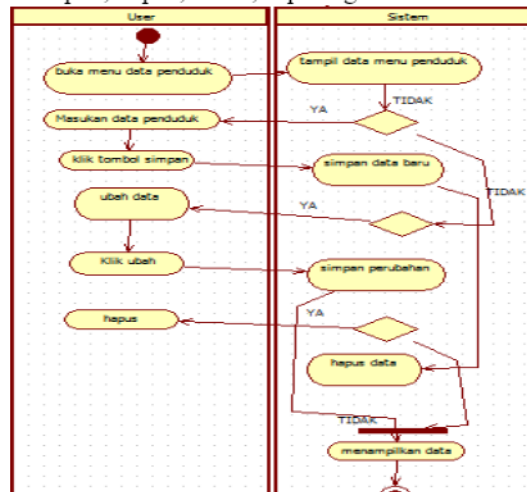 User
Sistem
buka menu data penduduk
tampil data menu penduduk
TIDAK
YA
Masukan data penduduk
klik tombol simpan
simpan data baru
TIDAK
ubah data
YA
Klik ubah
simpan perubahan
YA
hapus
hapus data
TIDAK
menampilkan data